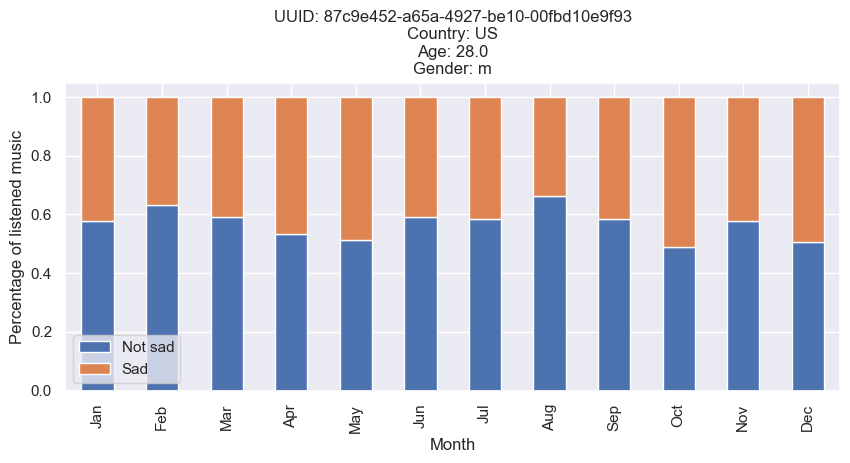 UUID: 87c9e452-a65a-4927-be10-00fbd10e9f93
Country: US
Age: 28.0
Gender: m
Percentage of listened music
1.0
0.8
0.6
0.4
0.2
0.0
Not sad
Sad
Jan Feb Mar Apr May Jun Jul Aug Sep Oct Nov Dec
Month